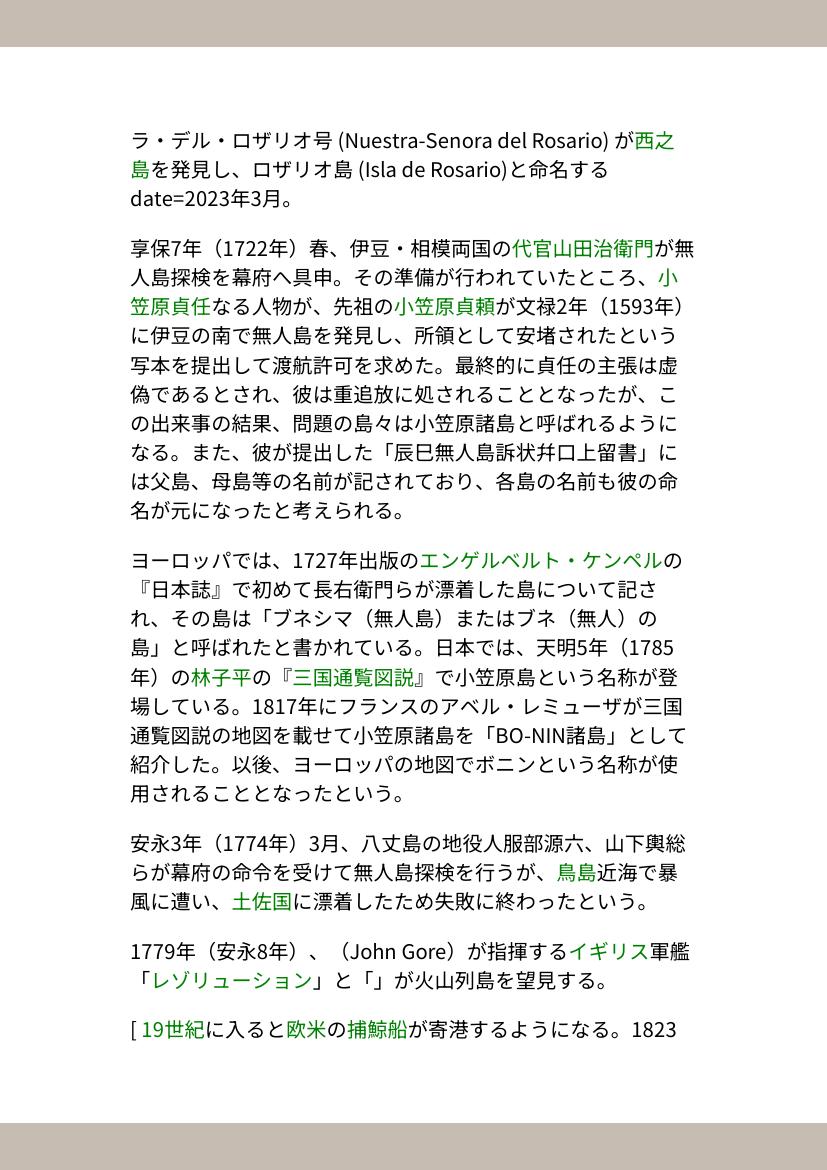 ラ・デル・ロザリオ号 (Nuestra-Senora del Rosario) が西之
島を発見し、ロザリオ島 (Isla de Rosario)と命名する
date=2023年3月。
享保7年（1722年）春、伊豆・相模両国の代官山田治衛門が無
人島探検を幕府へ具申。その準備が行われていたところ、小
笠原貞任なる人物が、先祖の小笠原貞頼が文禄2年（1593年）
に伊豆の南で無人島を発見し、所領として安堵されたという
写本を提出して渡航許可を求めた。最終的に貞任の主張は虚
偽であるとされ、彼は重追放に処されることとなったが、こ
の出来事の結果、問題の島々は小笠原諸島と呼ばれるように
なる。また、彼が提出した「辰巳無人島訴状幷口上留書」に
は父島、母島等の名前が記されており、各島の名前も彼の命
名が元になったと考えられる。
ヨーロッパでは、1727年出版のエンゲルベルト・ケンペルの
『日本誌』で初めて長右衛門らが漂着した島について記さ
れ、その島は「ブネシマ（無人島）またはブネ（無人）の
島」と呼ばれたと書かれている。日本では、天明5年（1785
年）の林子平の『三国通覧図説』で小笠原島という名称が登
場している。1817年にフランスのアベル・レミューザが三国
通覧図説の地図を載せて小笠原諸島を「BO-NIN諸島」として
紹介した。以後、ヨーロッパの地図でボニンという名称が使
用されることとなったという。
安永3年（1774年）3月、八丈島の地役人服部源六、山下輿総
らが幕府の命令を受けて無人島探検を行うが、鳥島近海で暴
風に遭い、土佐国に漂着したため失敗に終わったという。
1779年（安永8年）、（John Gore）が指揮するイギリス軍艦
「レゾリューション」と「」が火山列島を望見する。
[ 19世紀に入ると欧米の捕鯨船が寄港するようになる。1823